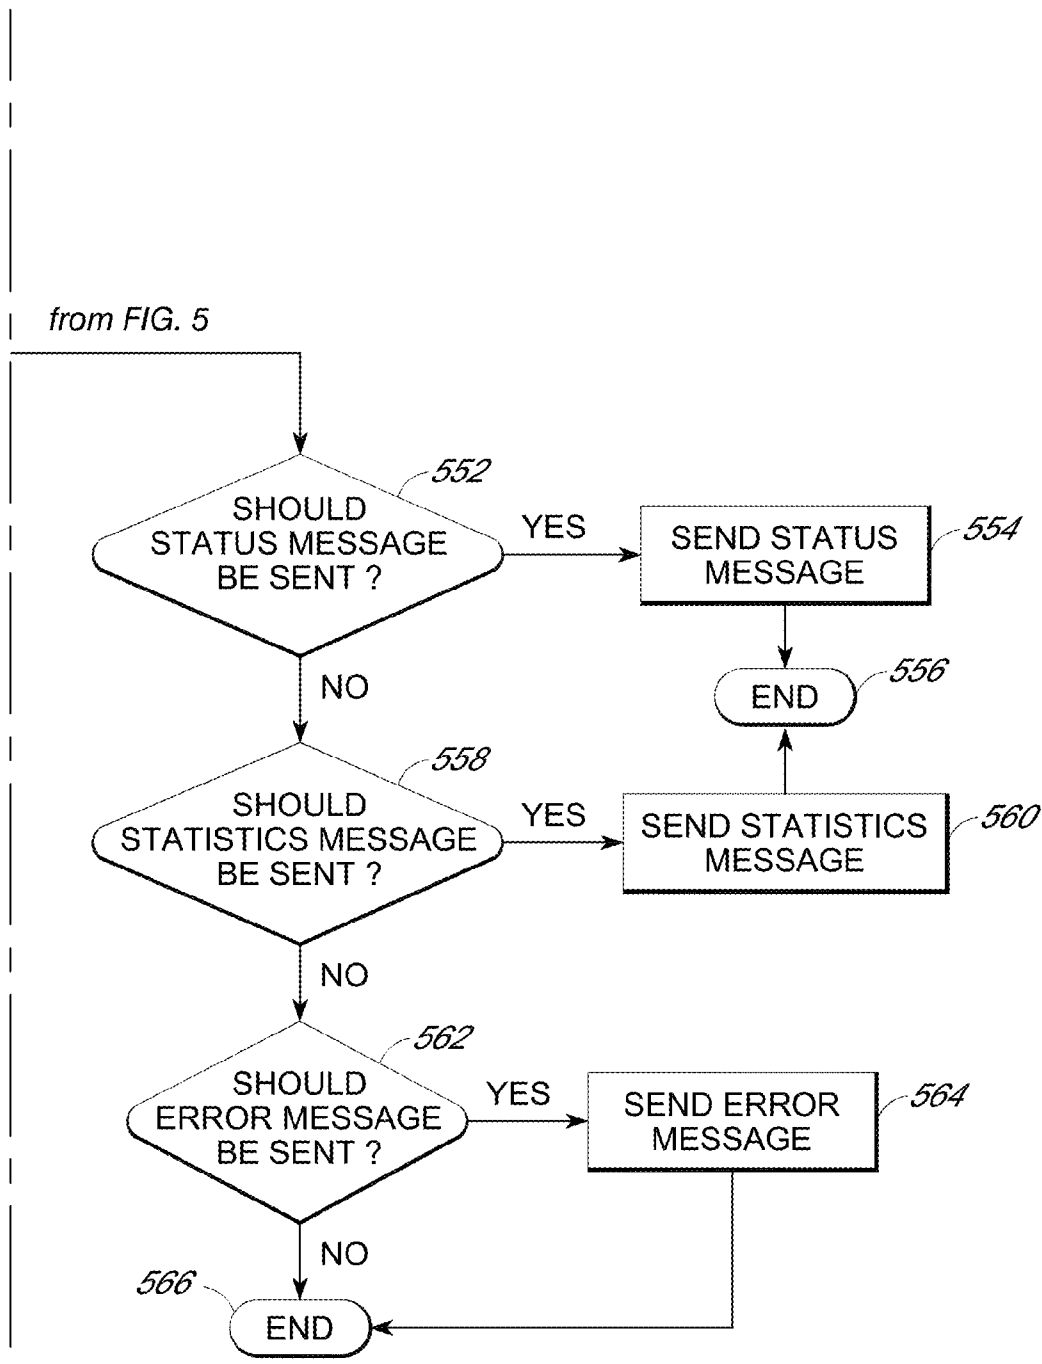 from FIG. 5
552
SHOULD
STATUS MESSAGE
BE SENT ?
YES
SEND STATUS
MESSAGE
554
NO
END
556
558
SHOULD
STATISTICS MESSAGE
BE SENT ?
YES
SEND STATISTICS
MESSAGE
560
NO
562
SHOULD
ERROR MESSAGE
BE SENT ?
YES
SEND ERROR
MESSAGE
564
NO
566
END